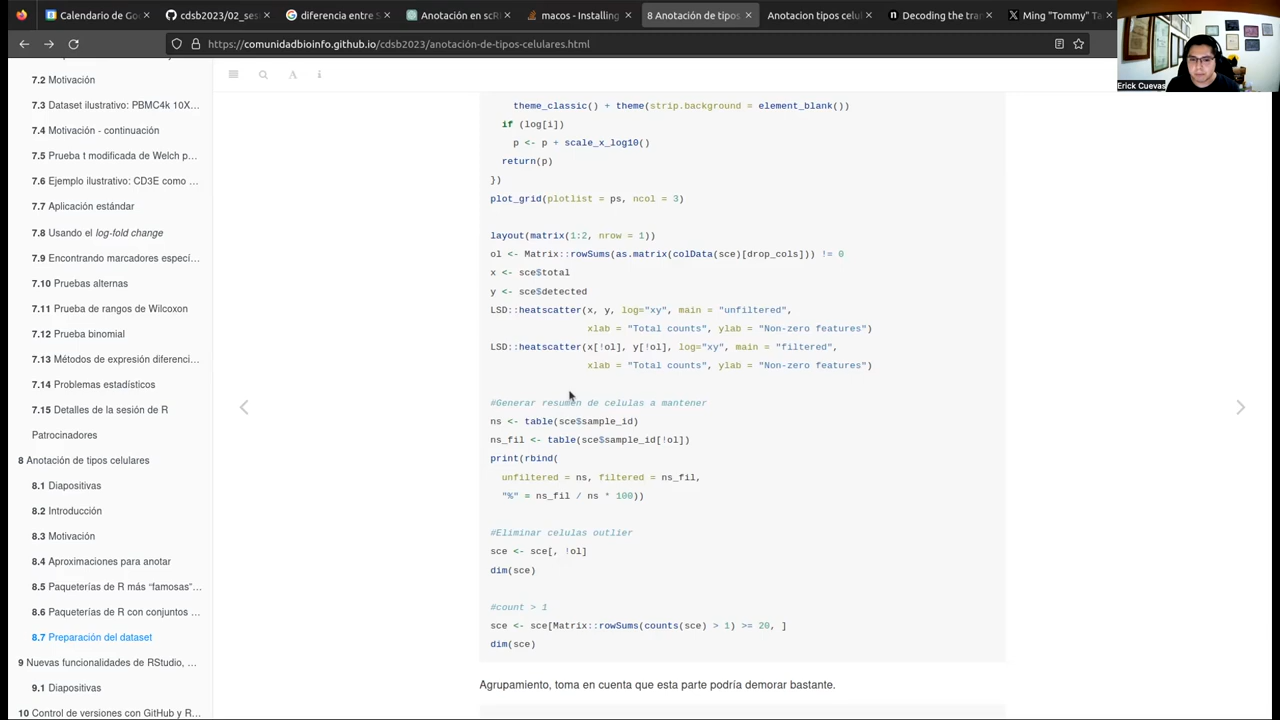 Calendario de Go
cdsb2023/02_ses
diferencia entre S
Anotación en scR
macos - Installing
8 Anotación de tipos
Anotacion tipos celul
Decoding the tran
Ming "Tommy" Ta
https://comunidadbioinfo.github.io/cdsb2023/anotación-de-tipos-celulares.html
Erick Cuevas
7.2 Motivación
7.3 Dataset ilustrativo: PBMC4k 10X...
7.4 Motivación - continuación
7.5 Prueba t modificada de Welch p...
7.6 Ejemplo ilustrativo: CD3E como ...
7.7 Aplicación estándar
7.8 Usando el log-fold change
7.9 Encontrando marcadores especí...
7.10 Pruebas alternas
7.11 Prueba de rangos de Wilcoxon
7.12 Prueba binomial
7.13 Métodos de expresión diferenci...
7.14 Problemas estadísticos
7.15 Detalles de la sesión de R
Patrocinadores
8 Anotación de tipos celulares
8.1 Diapositivas
8.2 Introducción
8.3 Motivación
8.4 Aproximaciones para anotar
8.5 Paqueterías de R más “famosas”...
8.6 Paqueterías de R con conjuntos ...
8.7 Preparación del dataset
9 Nuevas funcionalidades de RStudio, ...
9.1 Diapositivas
10 Control de versiones con GitHub y R...
theme_classic() + theme(strip.background = element_blank())
if (log[i])
p <- p + scale_x_log10()
return(p)
})
plot_grid(plotlist = ps, ncol = 3)
layout(matrix(1:2, nrow = 1))
ol <- Matrix::rowSums(as.matrix(colData(sce)[drop_cols])) != 0
x <- sce$total
y <- sce$detected
LSD::heatscatter(x, y, log="xy", main = "unfiltered",
xlab = "Total counts", ylab = "Non-zero features")
LSD::heatscatter(x[!ol], y[!ol], log="xy", main = "filtered",
xlab = "Total counts", ylab = "Non-zero features")
#Generar resumen de celulas a mantener
ns <- table(sce$sample_id)
ns_fil <- table(sce$sample_id[!ol])
print(rbind(
unfiltered = ns, filtered = ns_fil,
"%" = ns_fil / ns * 100))
#Eliminar celulas outlier
sce <- sce[, !ol]
dim(sce)
#count > 1
sce <- sce[Matrix::rowSums(counts(sce) > 1) >= 20, ]
dim(sce)
Agrupamiento, toma en cuenta que esta parte podría demorar bastante.